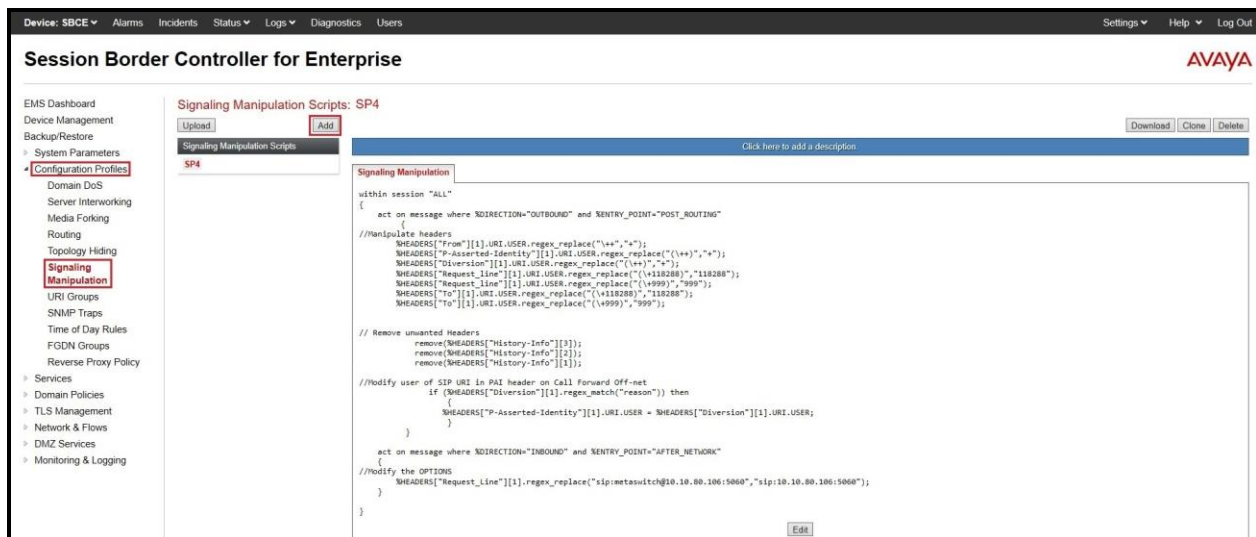 Device: SBCE Alarms Incidents Status Logs Diagnostics Users Settings Help Log Out
Session Border Controller for Enterprise
AVAYA
EMS Dashboard
Device Management
Backup/Restore
System Parameters
Configuration Profiles
Domain DoS
Server Interworking
Media Forking
Routing
Topology Hiding
Signaling
Manipulation
URI Groups
SNMP Traps
Time of Day Rules
FGDN Groups
Reverse Proxy Policy
Services
Domain Policies
TLS Management
Network & Flows
DMZ Services
Monitoring & Logging
Signaling Manipulation Scripts: SP4
Upload Add Download Clone Delete
Signaling Manipulation Scripts
SP4
Click here to add a description.
Signaling Manipulation
within session "ALL"
{
act on message where %DIRECTION="OUTBOUND" and %ENTRY_POINT="POST_ROUTING"
{
//Manipulate headers
%HEADERS["From"][1].URI.USER.regex_replace("\++","+");
%HEADERS["P-Asserted-Identity"][1].URI.USER.regex_replace("(\++)","+");
%HEADERS["Diversion"][1].URI.USER.regex_replace("(\++)","+");
%HEADERS["Request_line"][1].URI.USER.regex_replace("(\+118288)","118288");
%HEADERS["Request_line"][1].URI.USER.regex_replace("(\+999)","999");
%HEADERS["To"][1].URI.USER.regex_replace("(\+118288)","118288");
%HEADERS["To"][1].URI.USER.regex_replace("(\+999)","999");
// Remove unwanted Headers
remove(%HEADERS["History-Info"][3]);
remove(%HEADERS["History-Info"][2]);
remove(%HEADERS["History-Info"][1]);
//Modify user of SIP URI in PAI header on Call Forward Off-net
if (%HEADERS["Diversion"][1].regex_match("reason")) then
{
%HEADERS["P-Asserted-Identity"][1].URI.USER = %HEADERS["Diversion"][1].URI.USER;
}
}
act on message where %DIRECTION="INBOUND" and %ENTRY_POINT="AFTER_NETWORK"
{
//Modify the OPTIONS
%HEADERS["Request_Line"][1].regex_replace("sip:metaswitch@10.10.80.106:5060","sip:10.10.80.106:5060");
}
}
Edit